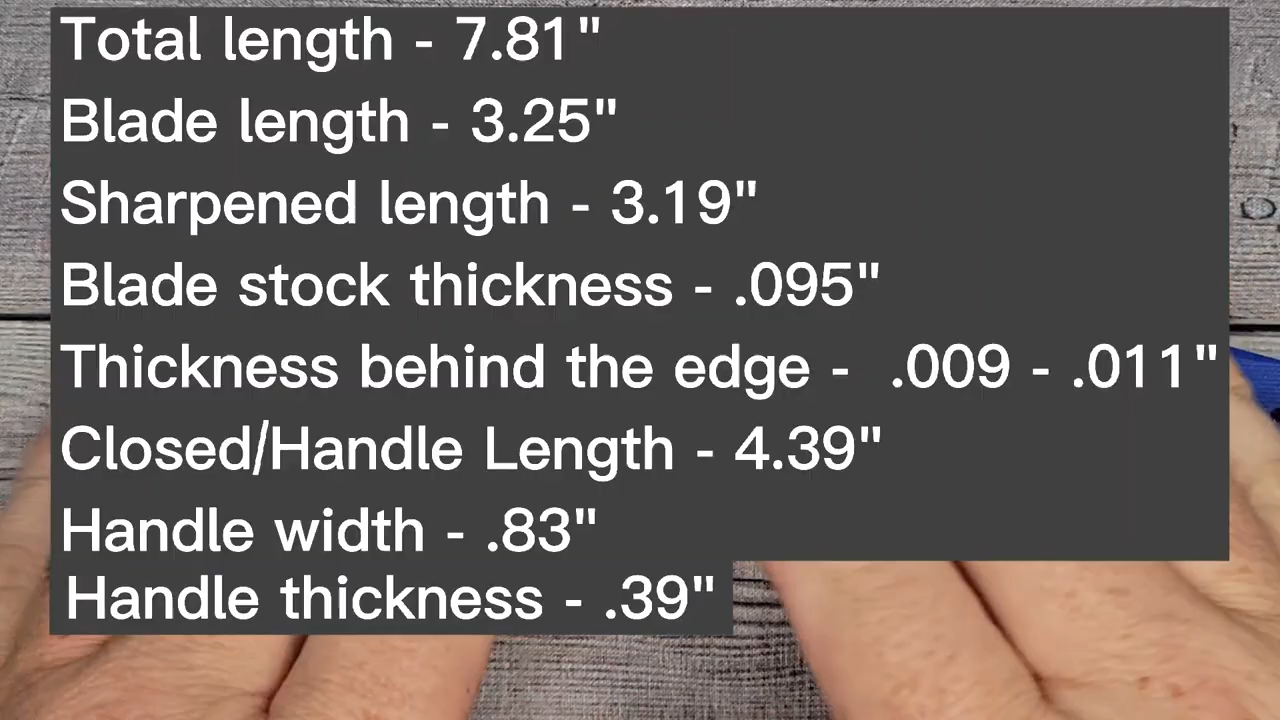 Total length - 7.81"
Blade length - 3.25"
Sharpened length - 3.19"
Blade stock thickness - .095"
Thickness behind the edge -  .009 - .011"
Closed/Handle Length - 4.39"
Handle width - .83"
Handle thickness - .39"